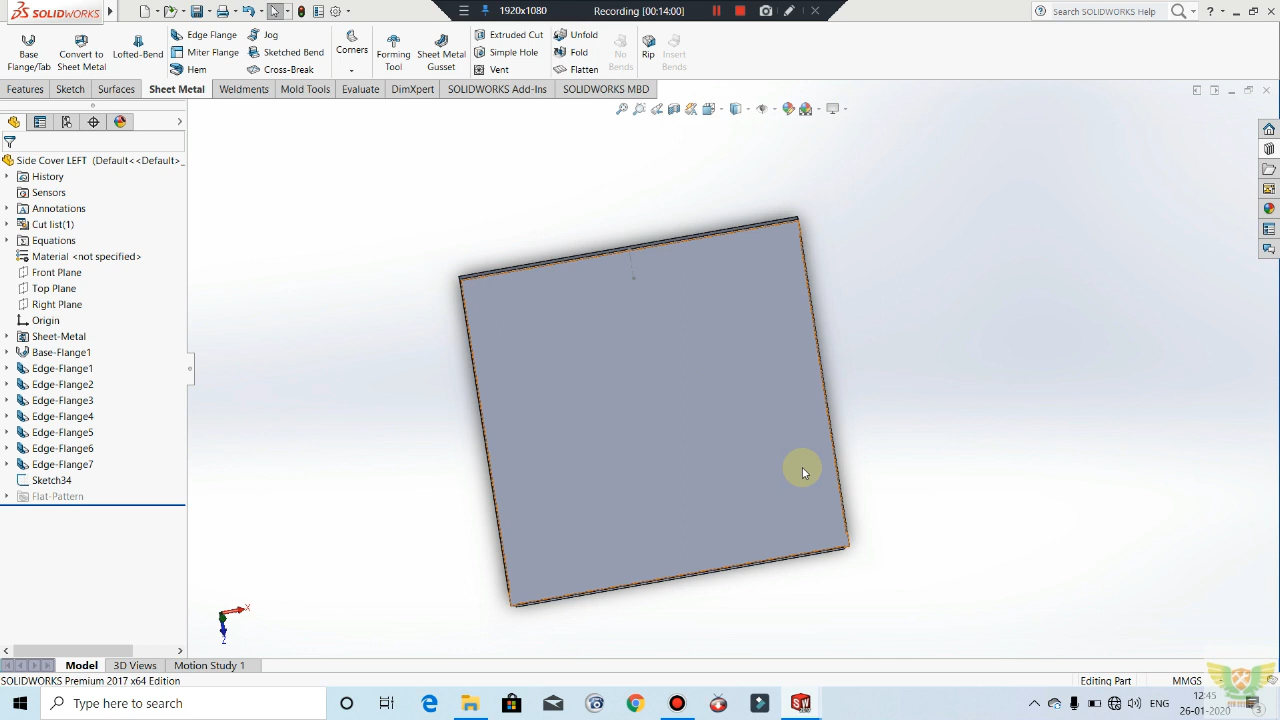 SOLIDWORKS
1920x1080
Recording [00:14:00]
Search SOLIDWORKS Help
Base Flange/Tab
Convert to Sheet Metal
Lofted-Bend
Edge Flange
Miter Flange
Hem
Jog
Sketched Bend
Cross-Break
Corners
Forming Tool
Sheet Metal Gusset
Extruded Cut
Simple Hole
Vent
Unfold
Fold
Flatten
No Bends
Rip
Insert Bends
Features
Sketch
Surfaces
Sheet Metal
Weldments
Mold Tools
Evaluate
DimXpert
SOLIDWORKS Add-Ins
SOLIDWORKS MBD
Side Cover LEFT (Default<<Default>_
History
Sensors
Annotations
Cut list(1)
Equations
Material <not specified>
Front Plane
Top Plane
Right Plane
Origin
Sheet-Metal
Base-Flange1
Edge-Flange1
Edge-Flange2
Edge-Flange3
Edge-Flange4
Edge-Flange5
Edge-Flange6
Edge-Flange7
Sketch34
Flat-Pattern
X
Z
Model
3D Views
Motion Study 1
SOLIDWORKS Premium 2017 x64 Edition
Editing Part
MMGS
Type here to search
SW
ENG
12:45
26-01-2020
3